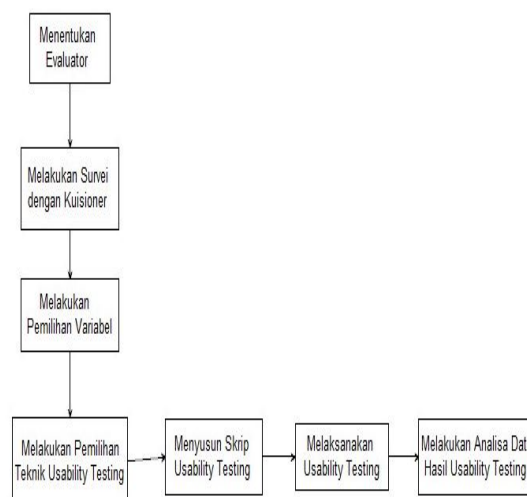 Menentukan
Evaluator
Melakukan Survei
dengan Kuisioner
Melakukan
Pemilihan Variabel
Melakukan Pemilihan
Teknik Usability Testing
Menyusun Skrip
Usability Testing
Melaksanakan
Usability Testing
Melakukan Analisa Dat
Hasil Usability Testing